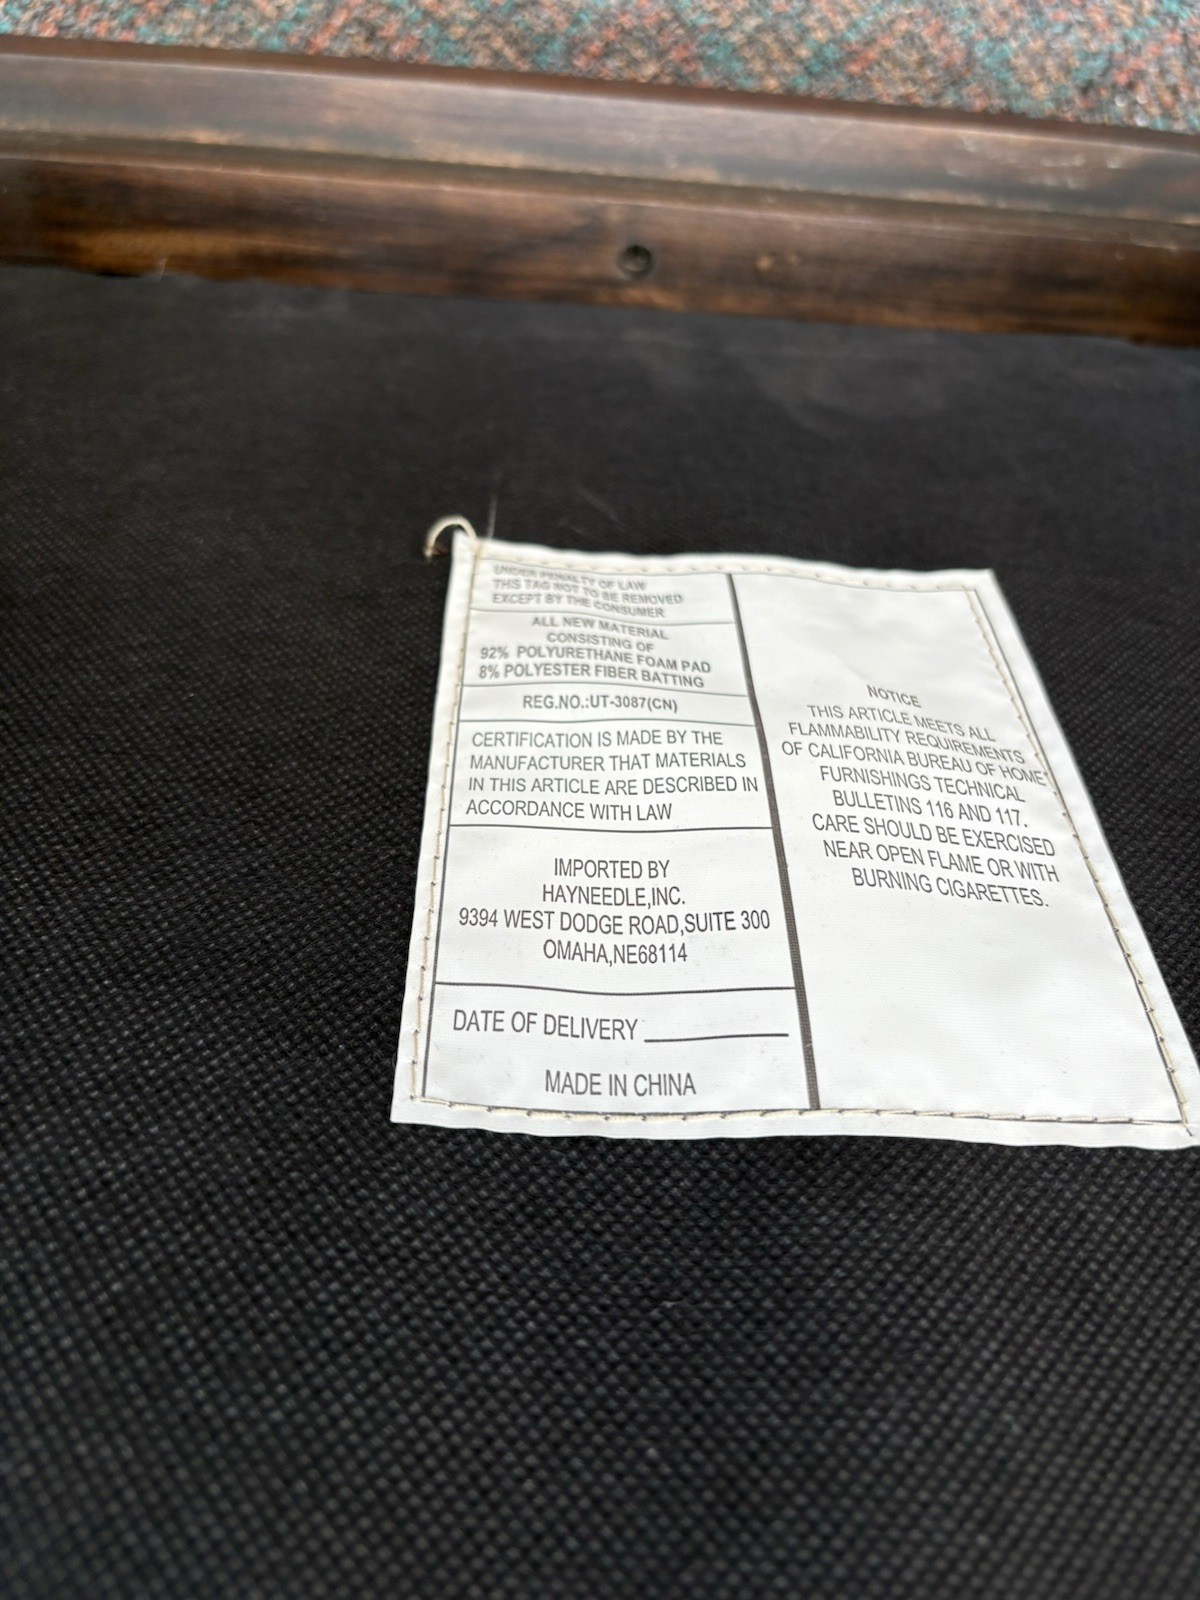 UNDER PENALTY OF LAW
THIS TAG NOT TO BE REMOVED
EXCEPT BY THE CONSUMER
ALL NEW MATERIAL
CONSISTING OF
92% POLYURETHANE FOAM PAD
8% POLYESTER FIBER BATTING
REG.NO.:UT-3087(CN)
CERTIFICATION IS MADE BY THE
MANUFACTURER THAT MATERIALS
IN THIS ARTICLE ARE DESCRIBED IN
ACCORDANCE WITH LAW
IMPORTED BY
HAYNEEDLE,INC.
9394 WEST DODGE ROAD,SUITE 300
OMAHA,NE68114
DATE OF DELIVERY
MADE IN CHINA
NOTICE
THIS ARTICLE MEETS ALL
FLAMMABILITY REQUIREMENTS
OF CALIFORNIA BUREAU OF HOME
FURNISHINGS TECHNICAL
BULLETINS 116 AND 117.
CARE SHOULD BE EXERCISED
NEAR OPEN FLAME OR WITH
BURNING CIGARETTES.